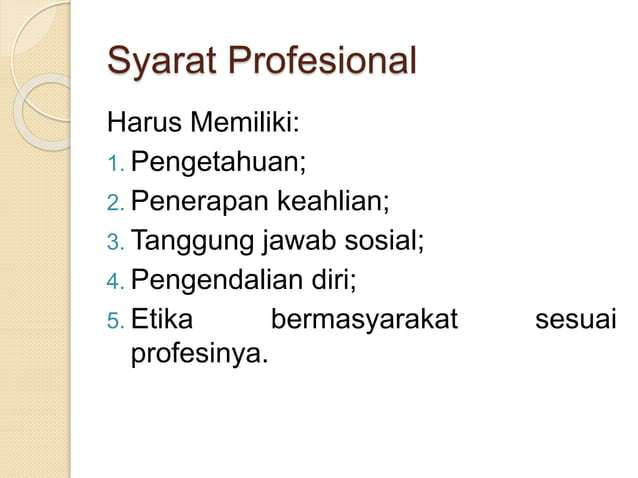 Syarat Profesional
Harus Memiliki:
1. Pengetahuan;
2. Penerapan keahlian;
3. Tanggung jawab sosial;
4. Pengendalian diri;
5. Etika bermasyarakat sesuai
profesinya.